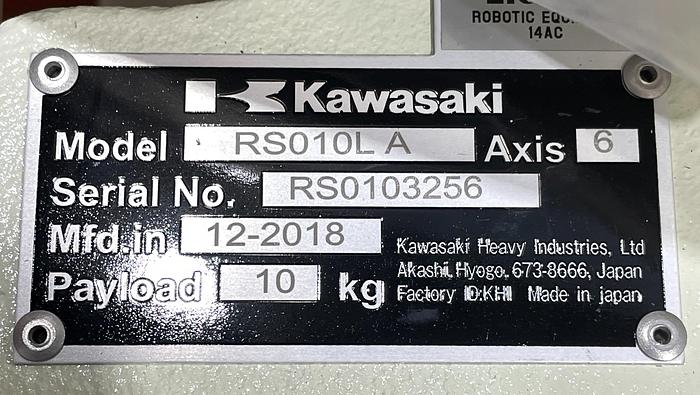 ROBOTIC
14AC
Kawasaki
Model RS010L A Axis 6
Serial No. RS0103256
Mfd.in 12-2018
Payload 10 kg
Kawasaki Heavy Industries, Ltd
Akashi, Hyogo. 673-8666, Japan
Factory ID:KHI Made in japan